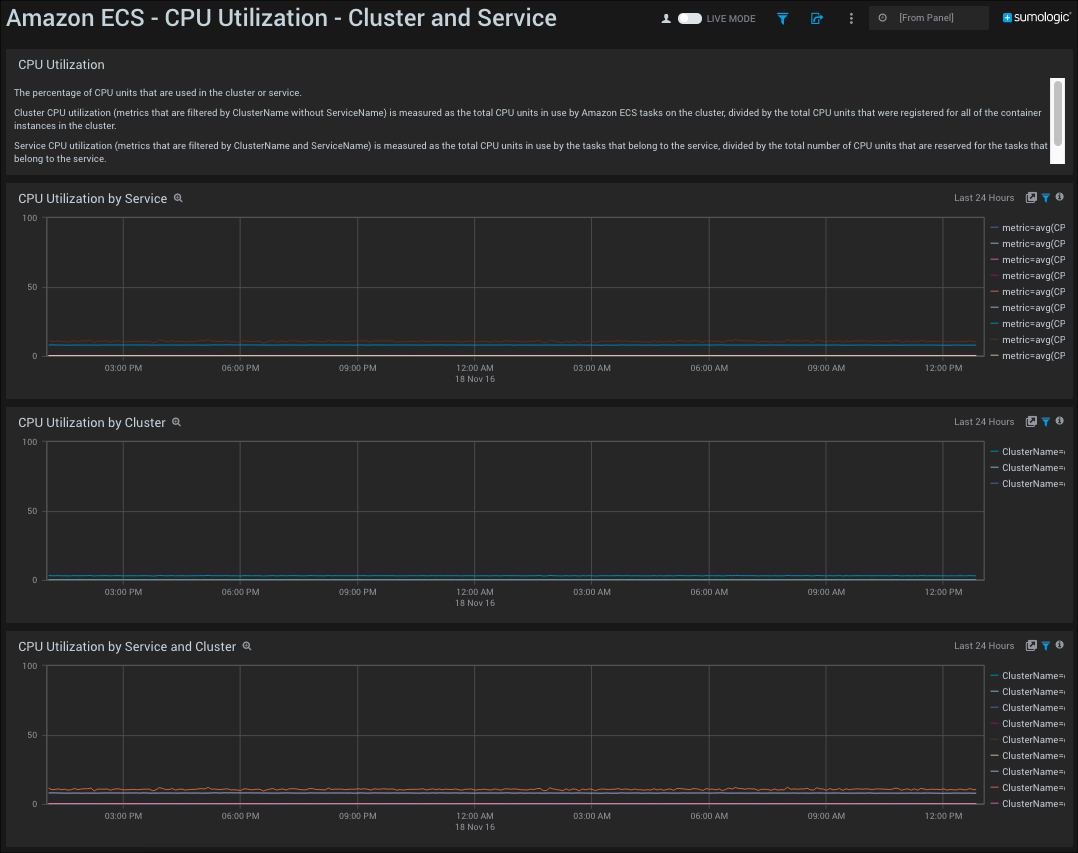 Amazon ECS - CPU Utilization - Cluster and Service
LIVE MODE
[From Panel]
sumologic
CPU Utilization
The percentage of CPU units that are used in the cluster or service.
Cluster CPU utilization (metrics that are filtered by ClusterName without ServiceName) is measured as the total CPU units in use by Amazon ECS tasks on the cluster, divided by the total CPU units that were registered for all of the container
instances in the cluster.
Service CPU utilization (metrics that are filtered by ClusterName and ServiceName) is measured as the total CPU units in use by the tasks that belong to the service, divided by the total number of CPU units that are reserved for the tasks that
belong to the service.
CPU Utilization by Service
Last 24 Hours
100
50
0
03:00 PM
06:00 PM
09:00 PM
12:00 AM
18 Nov 16
03:00 AM
06:00 AM
09:00 AM
12:00 PM
metric=avg(CP
metric=avg(CP
metric=avg(CP
metric=avg(CP
metric=avg(CP
metric=avg(CP
metric=avg(CP
metric=avg(CP
metric=avg(CP
CPU Utilization by Cluster
Last 24 Hours
100
50
0
03:00 PM
06:00 PM
09:00 PM
12:00 AM
18 Nov 16
03:00 AM
06:00 AM
09:00 AM
12:00 PM
ClusterName=
ClusterName=
ClusterName=
CPU Utilization by Service and Cluster
Last 24 Hours
100
50
0
03:00 PM
06:00 PM
09:00 PM
12:00 AM
18 Nov 16
03:00 AM
06:00 AM
09:00 AM
12:00 PM
ClusterName=
ClusterName=
ClusterName=
ClusterName=
ClusterName=
ClusterName=
ClusterName=
ClusterName=
ClusterName=